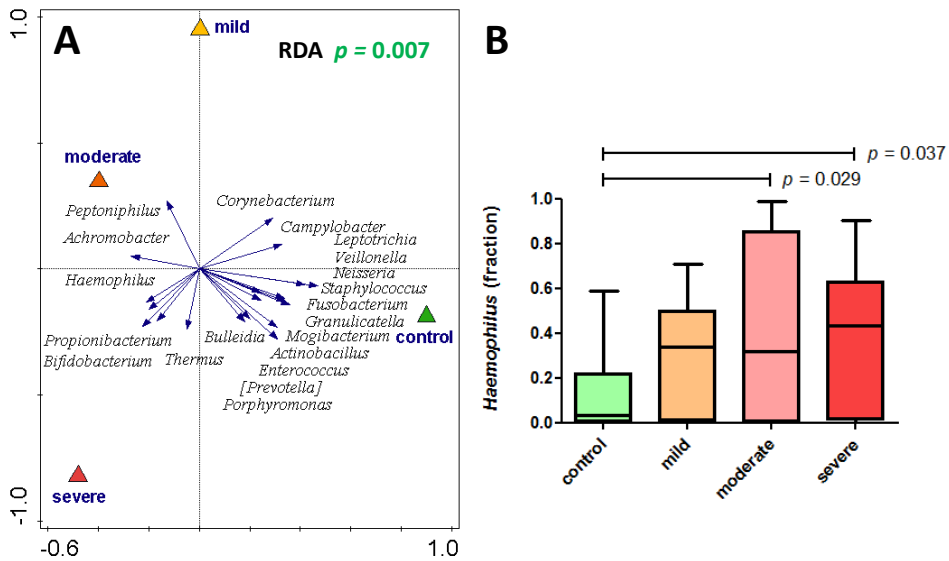 A
mild
RDA p = 0.007
moderate
Peptoniphilus
Corynebacterium
Achromobacter
Campylobacter
Leptotrichia
Veillonella
Haemophilus
Neisseria
Staphylococcus
Fusobacterium
Granulicatella
Propionibacterium
Bulleidia
Mogibacterium
control
Bifidobacterium
Thermus
Actinobacillus
Enterococcus
[Prevotella]
Porphyromonas
severe
1.0
-1.0
-0.6
1.0
B
p = 0.037
p = 0.029
Haemophilus (fraction)
1.0
0.8
0.6
0.4
0.2
0.0
control
mild
moderate
severe